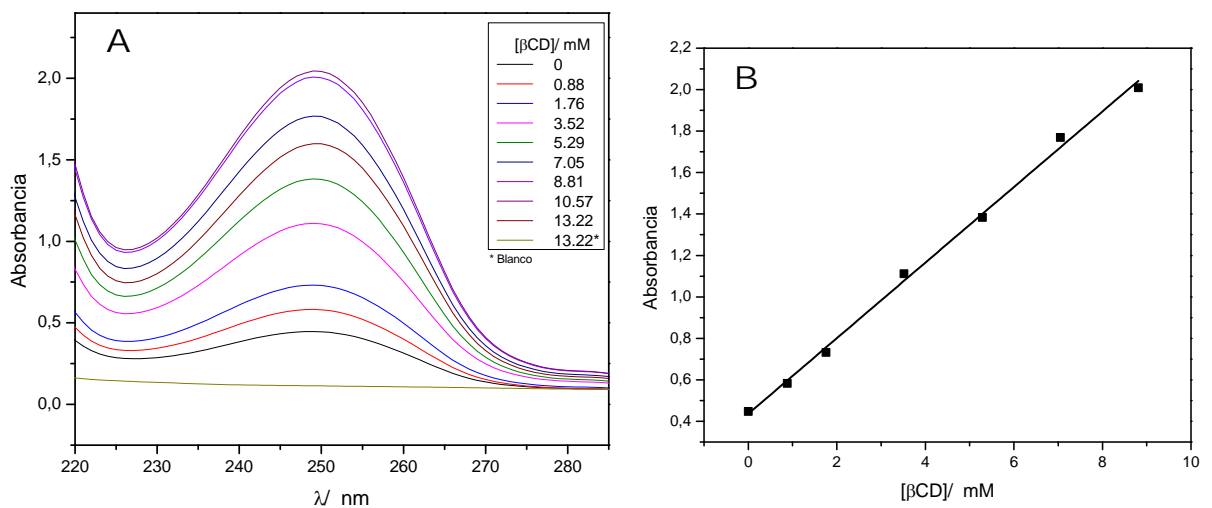 A
[βCD]/ mM
0
0.88
1.76
3.52
5.29
7.05
8.81
10.57
13.22
13.22*
* Blanco
2,0
1,5
1,0
0,5
0,0
Absorbancia
220 230 240 250 260 270 280
λ/ nm
B
2,2
2,0
1,8
1,6
1,4
1,2
1,0
0,8
0,6
0,4
Absorbancia
0 2 4 6 8 10
[βCD]/ mM